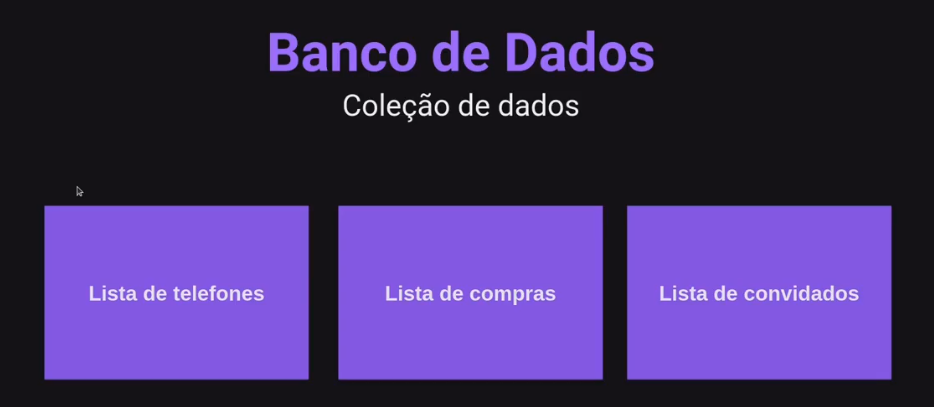 Banco de Dados
Coleção de dados
Lista de telefones
Lista de compras
Lista de convidados